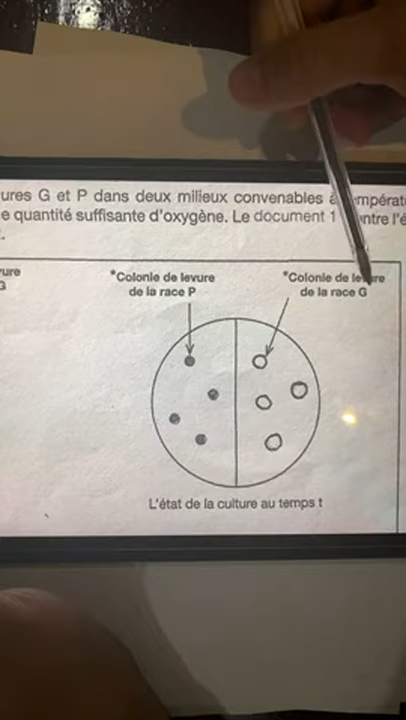 ures G et P dans deux milieux convenables à
e quantité suffisante d'oxygène. Le document 1
.
G
*Colonie de levure
de la race P
*Colonie de levure
de la race G
L'état de la culture au temps t